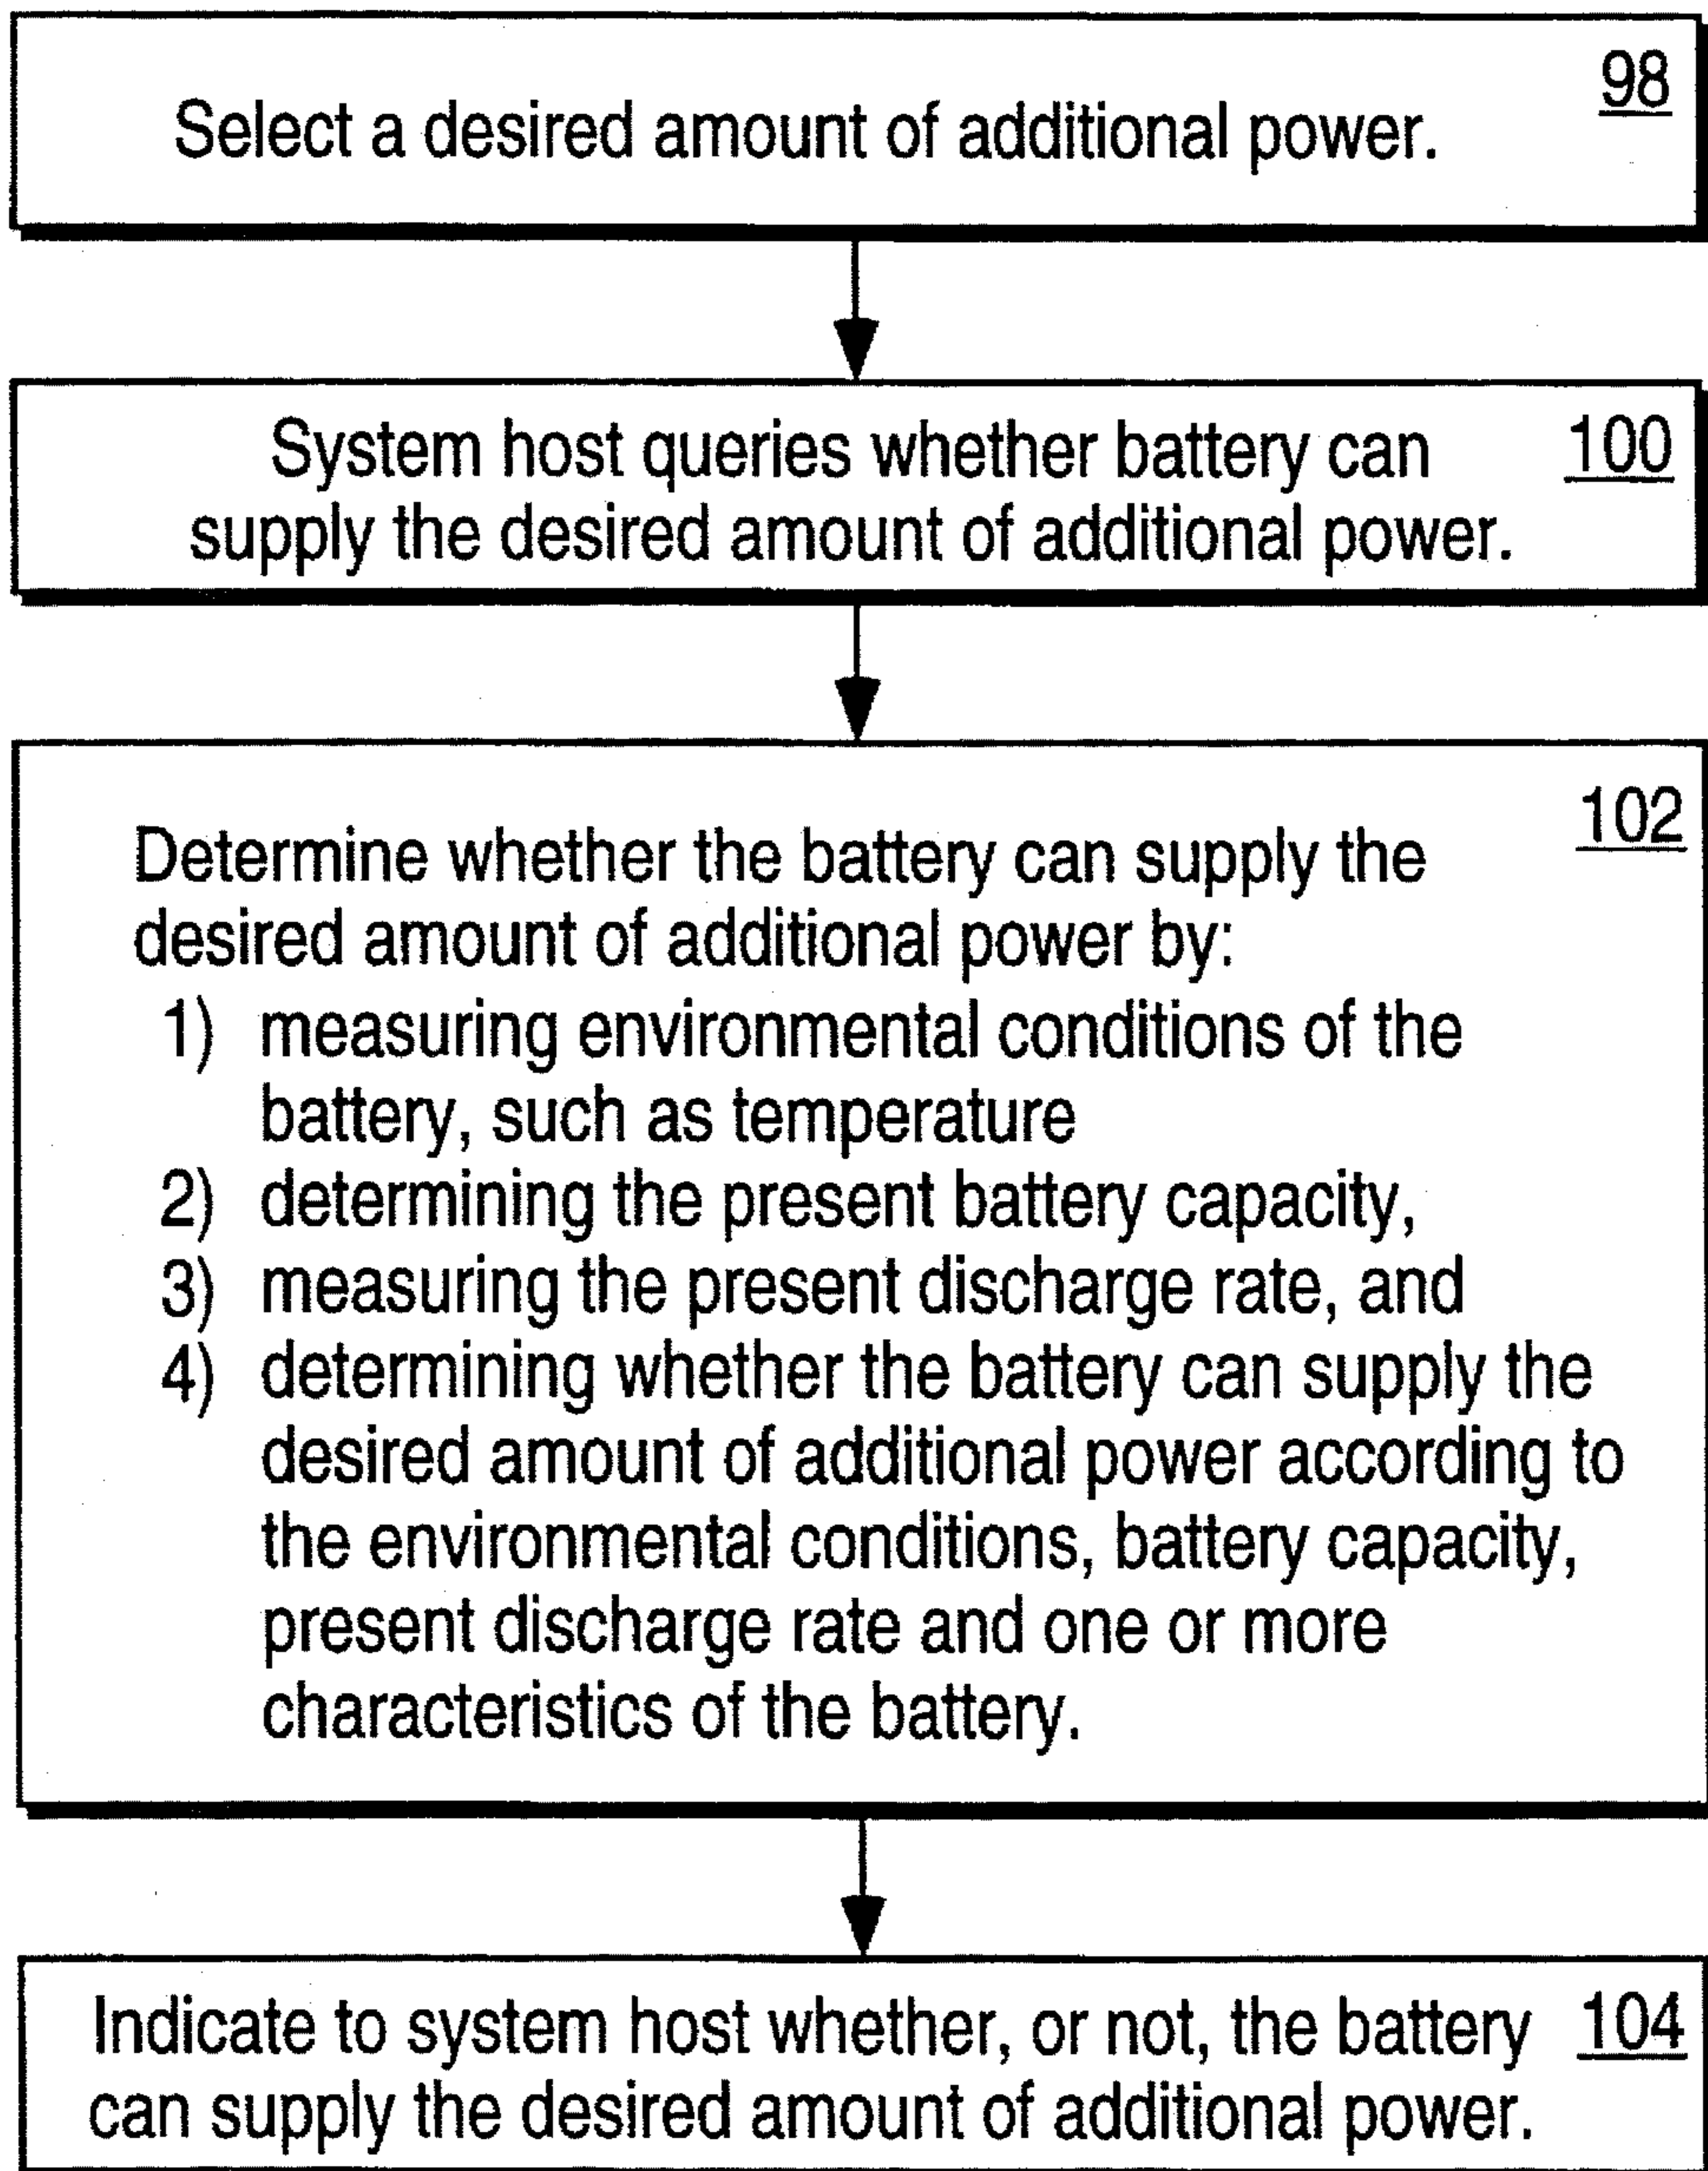 98
Select a desired amount of additional power.
System host queries whether battery can 100
supply the desired amount of additional power.
102
Determine whether the battery can supply the
desired amount of additional power by:
1) measuring environmental conditions of the
battery, such as temperature
2) determining the present battery capacity,
3) measuring the present discharge rate, and
4) determining whether the battery can supply the
desired amount of additional power according to
the environmental conditions, battery capacity,
present discharge rate and one or more
characteristics of the battery.
Indicate to system host whether, or not, the battery 104
can supply the desired amount of additional power.